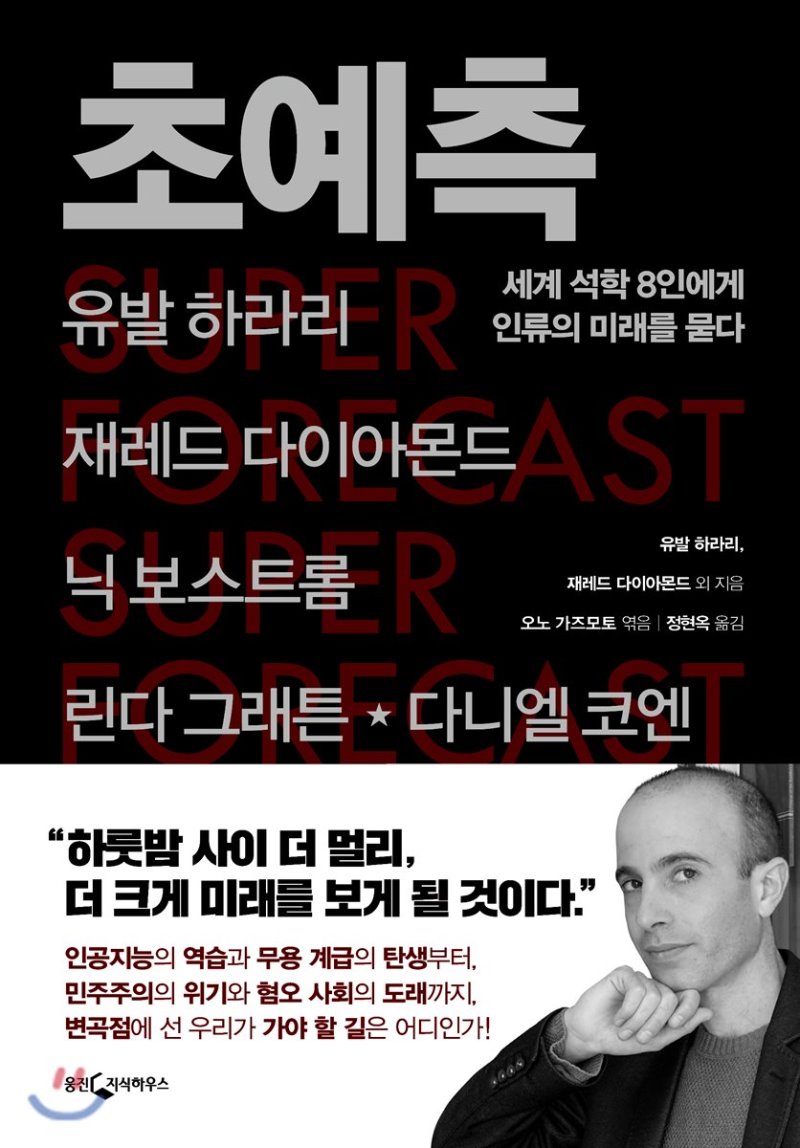 초예측
SUPER
FORECAST
SUPER
FORECAST
세계 석학 8인에게
인류의 미래를 묻다
유발 하라리
재레드 다이아몬드
닉 보스트롬
린다 그래튼 ★ 다니엘 코엔
유발 하라리,
재레드 다이아몬드 외 지음
오노 가즈모토 엮음 | 정현옥 옮김
“하룻밤 사이 더 멀리,
더 크게 미래를 보게 될 것이다.”
인공지능의 역습과 무용 계급의 탄생부터,
민주주의의 위기와 혐오 사회의 도래까지,
변곡점에 선 우리가 가야 할 길은 어디인가!
웅진 지식하우스